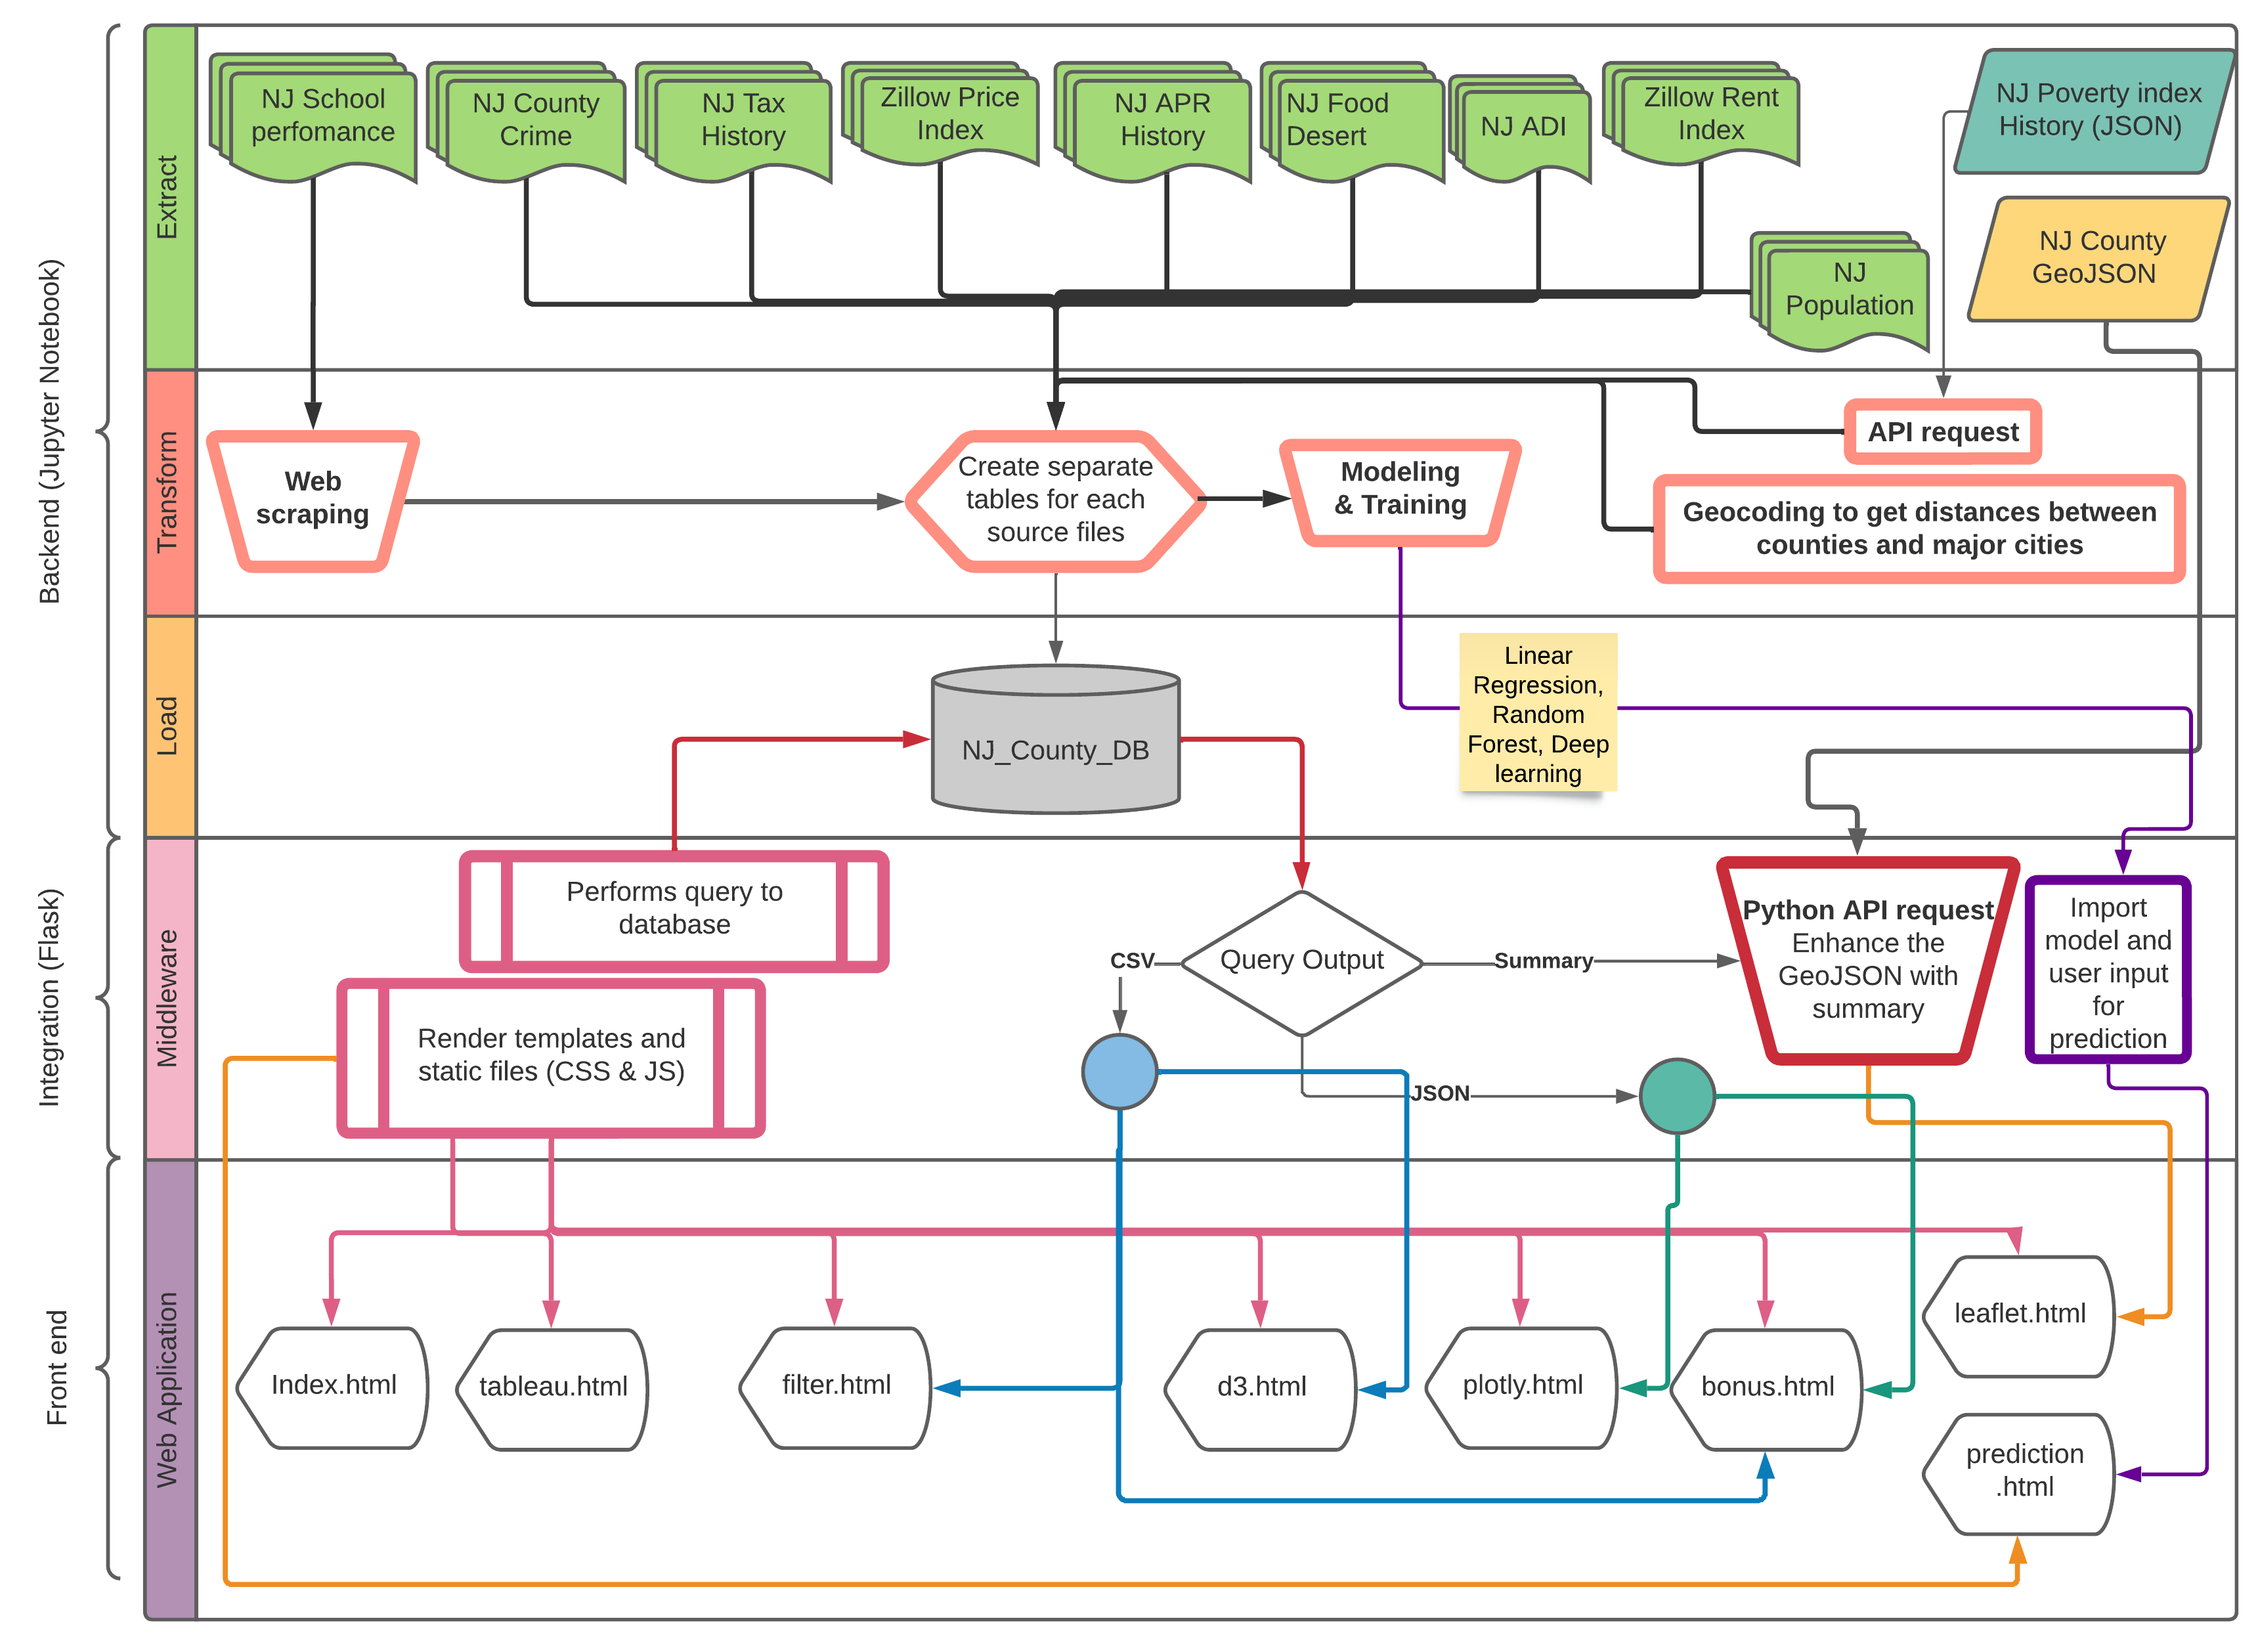 Backend (Jupyter Notebook)
Integration (Flask)
Front end
Extract
Transform
Load
Middleware
Web Application
NJ School
perfomance
NJ County
Crime
NJ Tax
History
Zillow Price
Index
NJ APR
History
NJ Food
Desert
NJ ADI
Zillow Rent
Index
NJ Poverty index
History (JSON)
NJ County
GeoJSON
NJ
Population
Web
scraping
Create separate
tables for each
source files
Modeling
& Training
API request
Geocoding to get distances between
counties and major cities
Linear
Regression,
Random
Forest, Deep
learning
NJ_County_DB
Performs query to
database
Render templates and
static files (CSS & JS)
CSV
Query Output
Summary
JSON
Python API request
Enhance the
GeoJSON with
summary
Import
model and
user input
for
prediction
Index.html
tableau.html
filter.html
d3.html
plotly.html
bonus.html
leaflet.html
prediction
.html